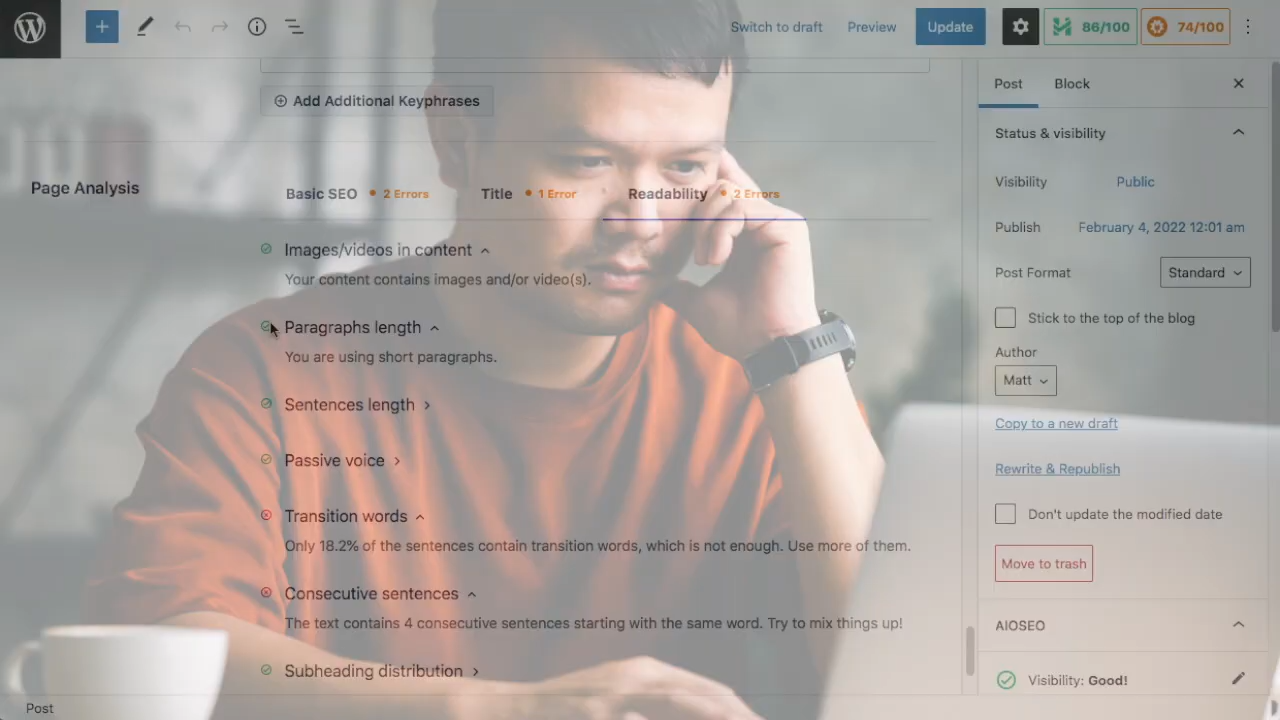 Switch to draft
Preview
Update
86/100
74/100
Add Additional Keyphrases
Post
Block
Status & visibility
Page Analysis
Basic SEO
2 Errors
Title
1 Error
Readability
2 Errors
Visibility
Public
Publish
February 4, 2022 12:01 am
Images/videos in content
Your content contains images and/or video(s).
Post Format
Standard
Stick to the top of the blog
Paragraphs length
You are using short paragraphs.
Author
Matt
Sentences length
Copy to a new draft
Passive voice
Rewrite & Republish
Transition words
Only 18.2% of the sentences contain transition words, which is not enough. Use more of them.
Don't update the modified date
Move to trash
Consecutive sentences
The text contains 4 consecutive sentences starting with the same word. Try to mix things up!
AIOSEO
Subheading distribution
Visibility: Good!
Post